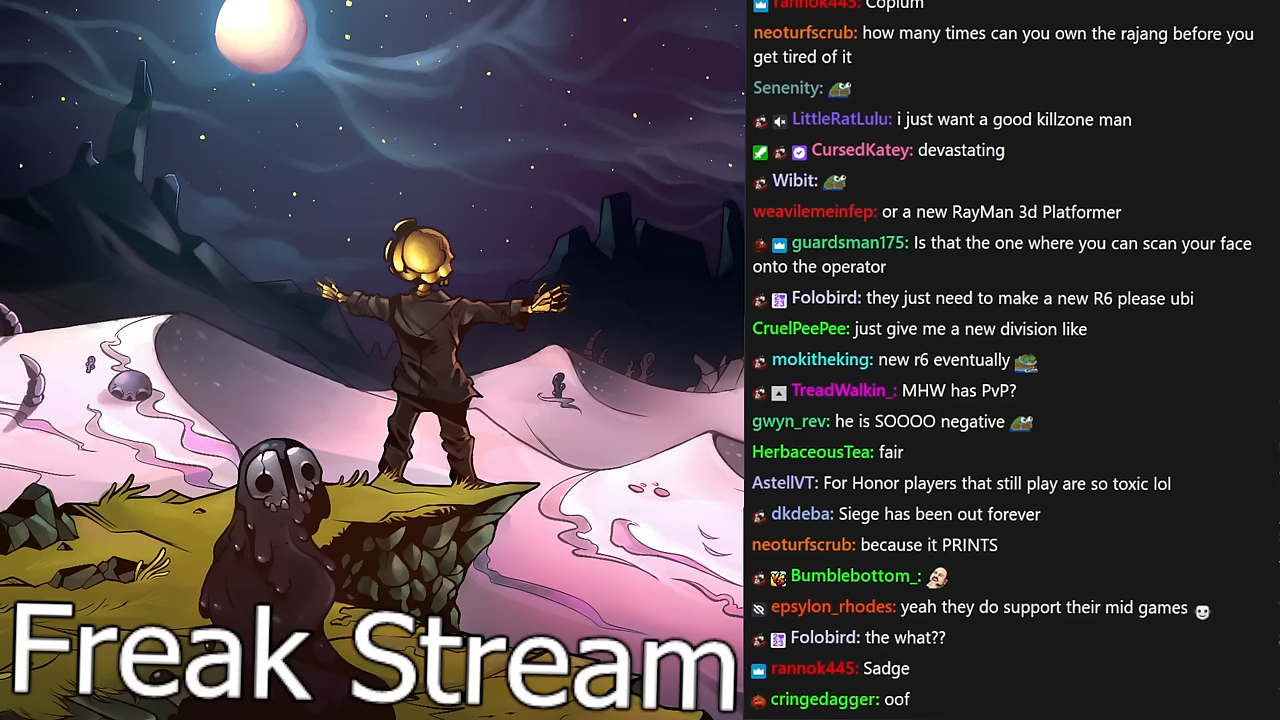 rannok445: Copium
neoturfscrub: how many times can you own the rajang before you
get tired of it
Senenity:
LittleRatLulu: i just want a good killzone man
CursedKatey: devastating
Wibit:
weavilemeinfep: or a new RayMan 3d Platformer
guardsman175: Is that the one where you can scan your face
onto the operator
Folobird: they just need to make a new R6 please ubi
CruelPeePee: just give me a new division like
mokitheking: new r6 eventually
TreadWalkin_: MHW has PvP?
gwyn_rev: he is SOOOO negative
HerbaceousTea: fair
AstellVT: For Honor players that still play are so toxic lol
dkdeba: Siege has been out forever
neoturfscrub: because it PRINTS
Bumblebottom_:
epsylon_rhodes: yeah they do support their mid games
Folobird: the what??
rannok445: Sadge
cringedagger: oof
Freak Stream